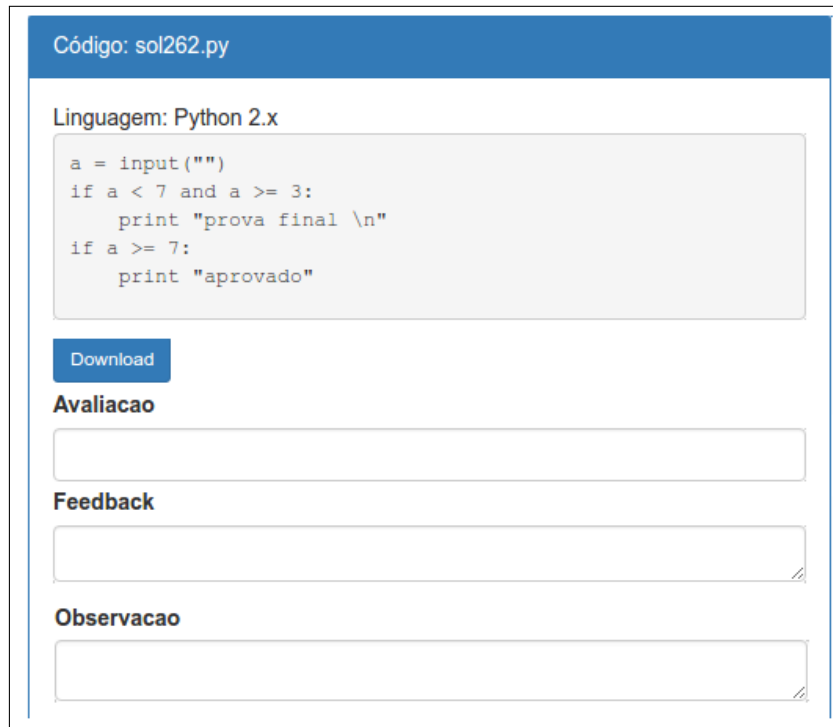 Código: sol262.py
Linguagem: Python 2.x
a = input("")
if a < 7 and a >= 3:
    print "prova final \n"
if a >= 7:
    print "aprovado"
Download
Avaliacao
Feedback
Observacao